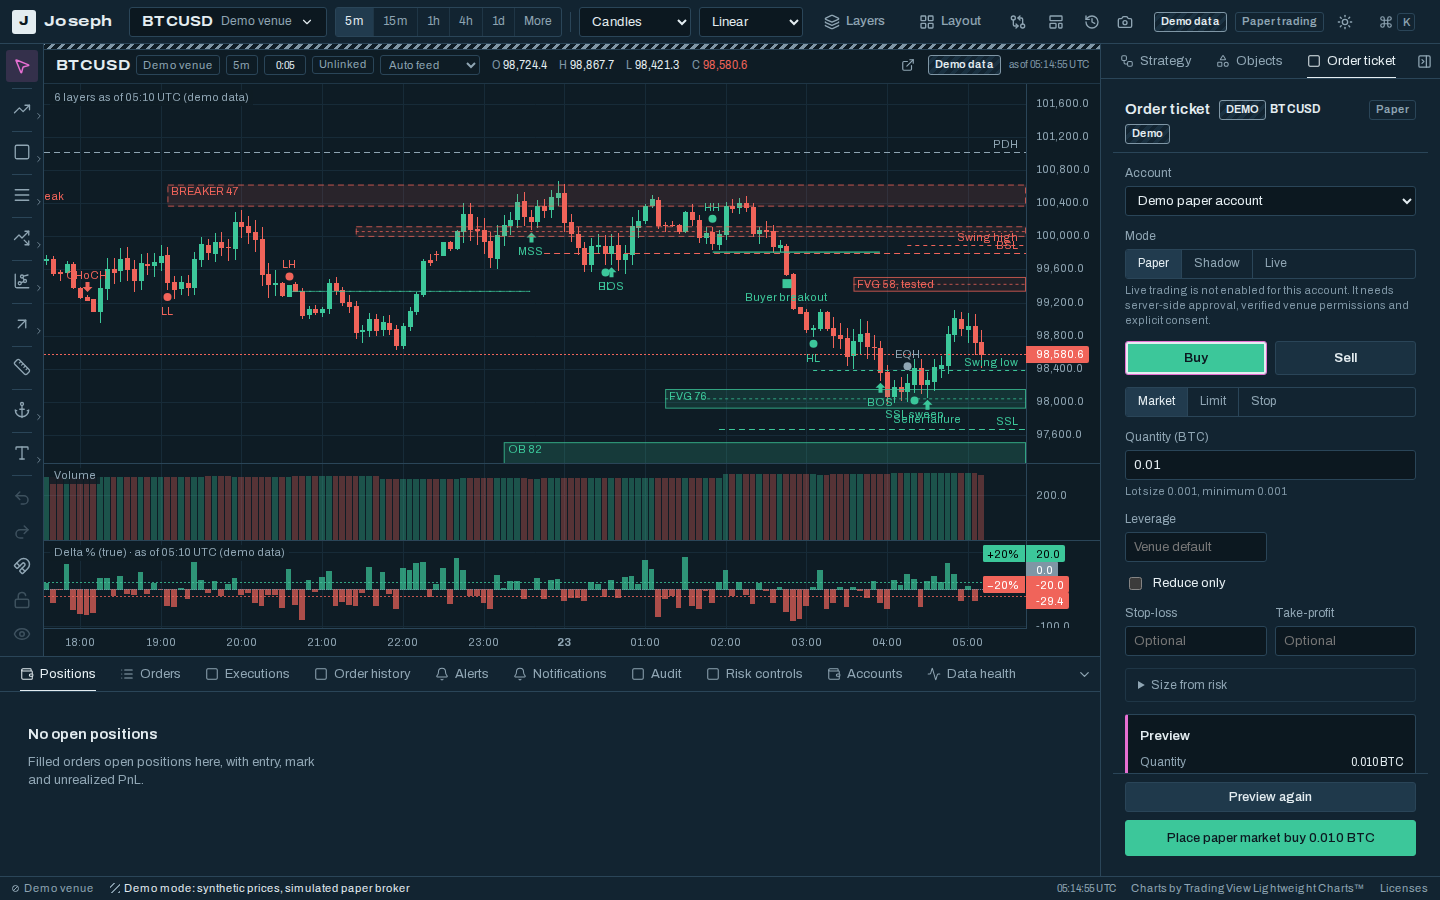 J Joseph BTCUSD Demo venue 5m 15m 1h 4h 1d More Candles Linear Layers Layout Demo data Paper trading ⌘ K
BTCUSD Demo venue 5m 0:05 Unlinked Auto feed O 98,724.4 H 98,867.7 L 98,421.3 C 98,580.6 Demo data as of 05:14:55 UTC
6 layers as of 05:10 UTC (demo data)
101,600.0
101,200.0
PDH
100,800.0
BREAKER 47
eak
100,400.0
HH
100,000.0
Swing high
BSL
MSS
99,600.0
LH
CHoCH
FVG 58, tested
BOS
Buyer breakout
99,200.0
LL
98,800.0
98,580.6
HL
EQH
Swing low
98,400.0
FVG 76
98,000.0
BOS
SSL sweep
Seller failure
SSL
97,600.0
OB 82
Volume
200.0
Delta % (true) · as of 05:10 UTC (demo data)
+20% 20.0
0.0
−20% -20.0
-29.4
-100.0
18:00 19:00 20:00 21:00 22:00 23:00 23 01:00 02:00 03:00 04:00 05:00
Positions Orders Executions Order history Alerts Notifications Audit Risk controls Accounts Data health
No open positions
Filled orders open positions here, with entry, mark
and unrealized PnL.
Strategy Objects Order ticket
Order ticket DEMO BTCUSD Paper
Demo
Account
Demo paper account
Mode
Paper Shadow Live
Live trading is not enabled for this account. It needs
server-side approval, verified venue permissions and
explicit consent.
Buy Sell
Market Limit Stop
Quantity (BTC)
0.01
Lot size 0.001, minimum 0.001
Leverage
Venue default
Reduce only
Stop-loss Take-profit
Optional Optional
Size from risk
Preview
Quantity 0.010 BTC
Preview again
Place paper market buy 0.010 BTC
Demo venue Demo mode: synthetic prices, simulated paper broker 05:14:55 UTC Charts by TradingView Lightweight Charts™ Licenses